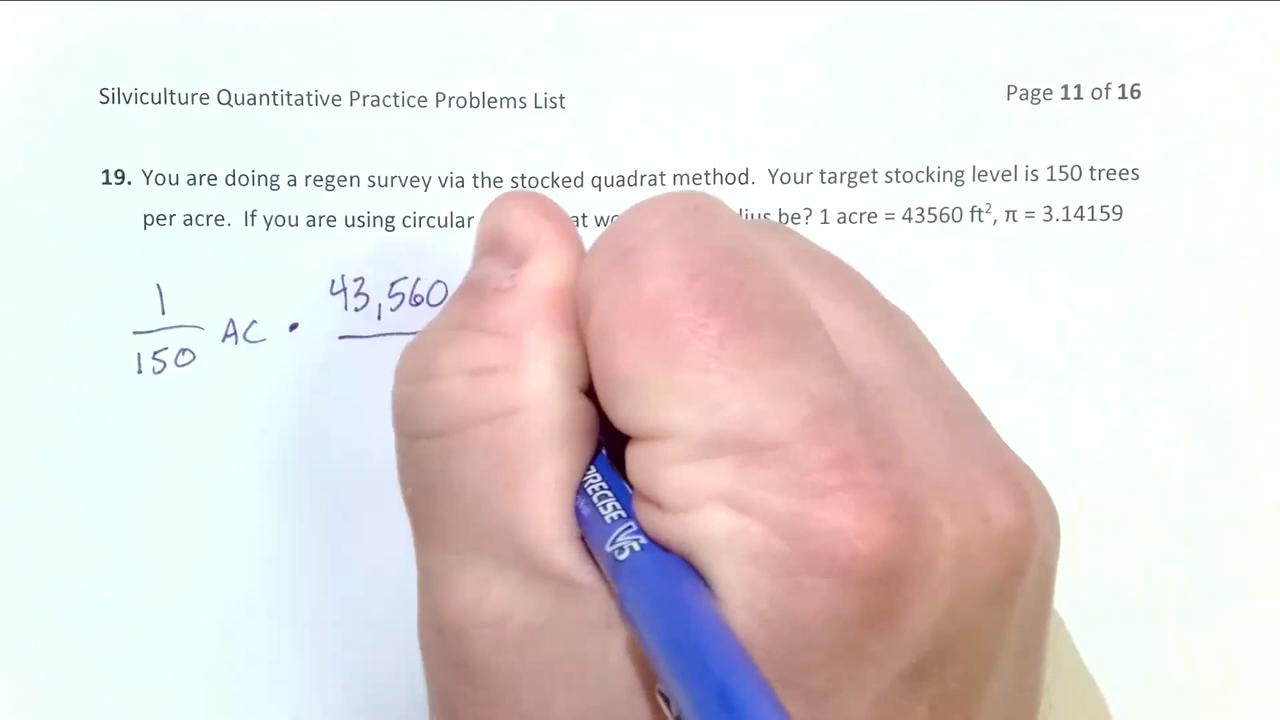 Silviculture Quantitative Practice Problems List
Page 11 of 16
19. You are doing a regen survey via the stocked quadrat method. Your target stocking level is 150 trees
per acre. If you are using circular be? 1 acre = 43560 ft², π = 3.14159
1
43,560
AC ·
150
PRECISE V5